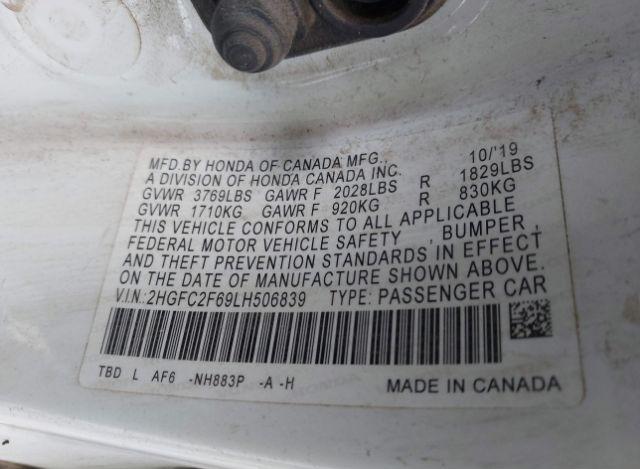 MFD. BY HONDA OF CANADA MFG., 10/'19
A DIVISION OF HONDA CANADA INC.
GVWR 3769LBS GAWR F 2028LBS R 1829LBS
GVWR 1710KG GAWR F 920KG R 830KG
THIS VEHICLE CONFORMS TO ALL APPLICABLE
FEDERAL MOTOR VEHICLE SAFETY , BUMPER ,
AND THEFT PREVENTION STANDARDS IN EFFECT
ON THE DATE OF MANUFACTURE SHOWN ABOVE.
V.I.N.:2HGFC2F69LH506839 TYPE: PASSENGER CAR
TBD L AF6 -NH883P -A -H MADE IN CANADA